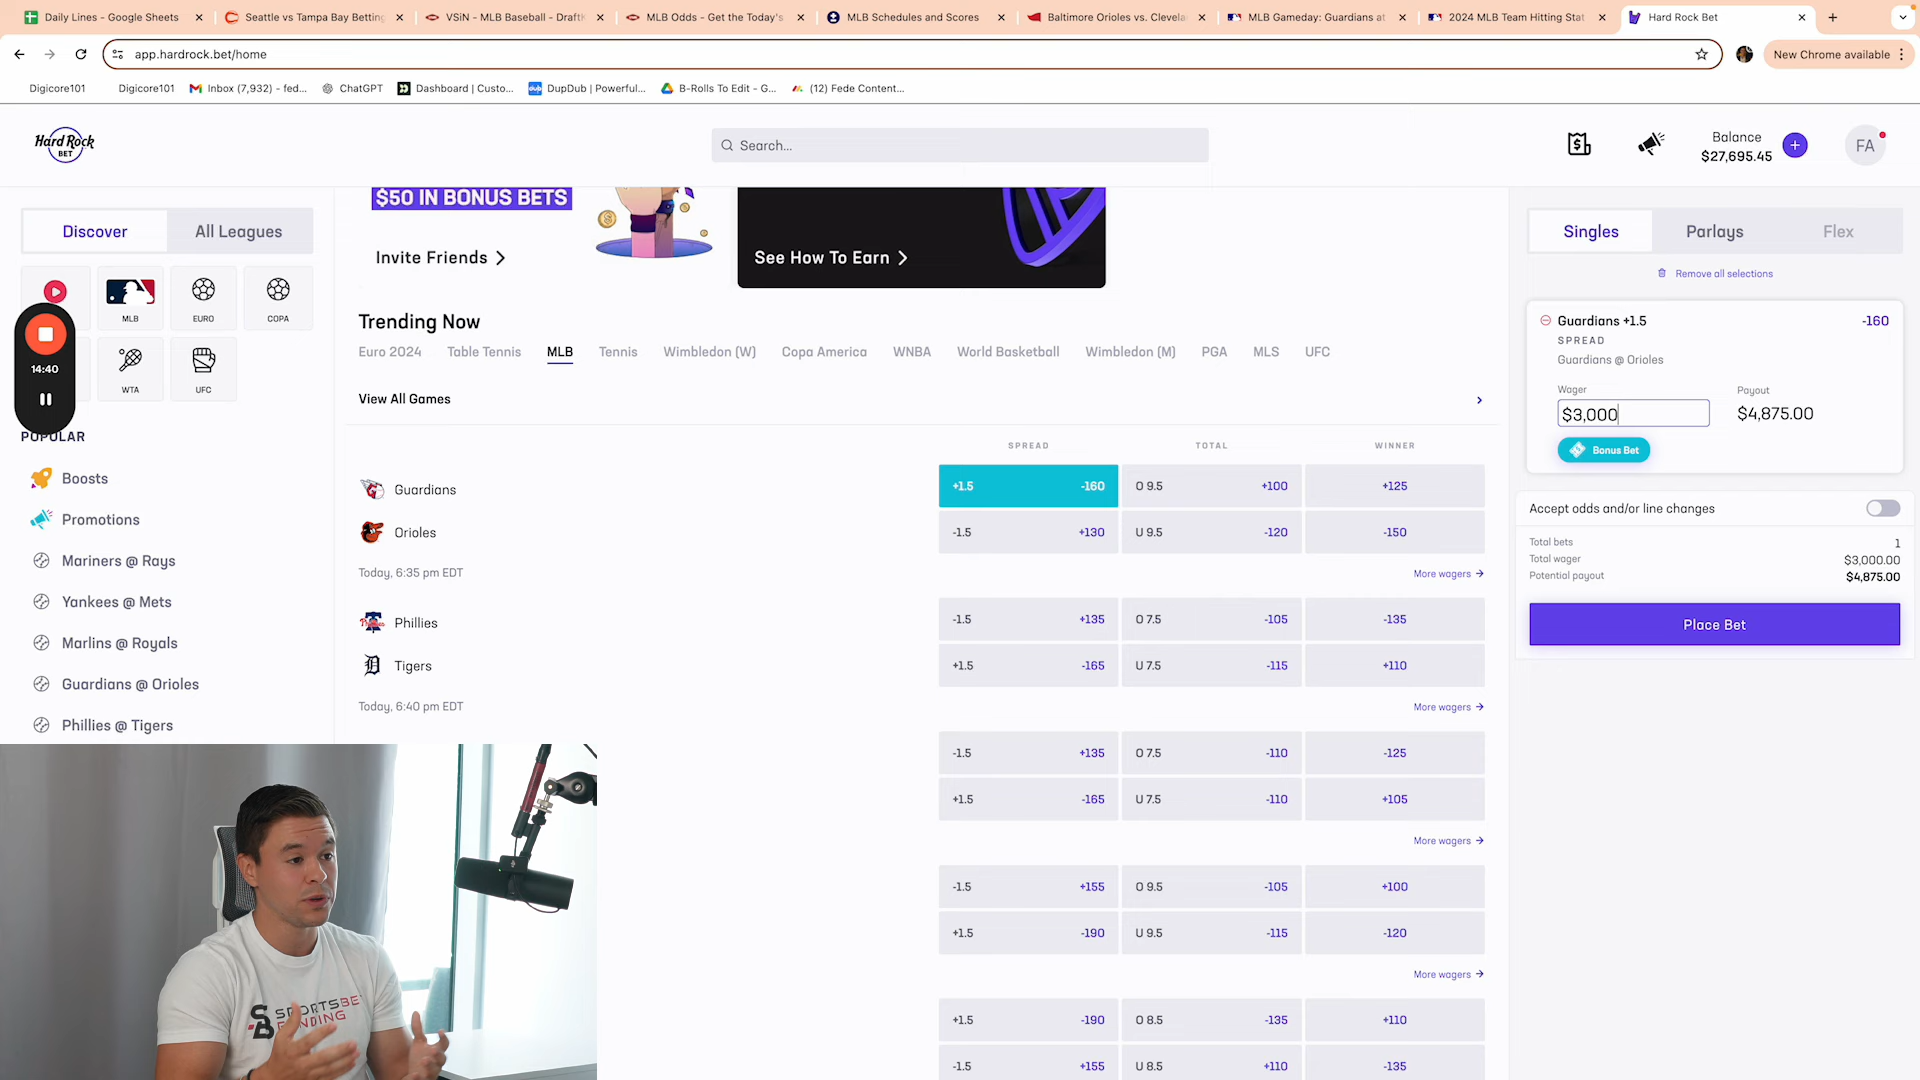 Daily Lines - Google Sheets
Seattle vs Tampa Bay Betting
VSiN - MLB Baseball - DraftK
MLB Odds - Get the Today's
MLB Schedules and Scores
Baltimore Orioles vs. Clevela
MLB Gameday: Guardians at
2024 MLB Team Hitting Stat
Hard Rock Bet
app.hardrock.bet/home
New Chrome available
Digicore101
Digicore101
Inbox (7,932) - fed...
ChatGPT
Dashboard | Custo...
DupDub | Powerful...
B-Rolls To Edit - G...
(12) Fede Content...
Hard Rock
BET
Search...
Balance
$27,695.45
FA
$50 IN BONUS BETS
Invite Friends
See How To Earn
Discover
All Leagues
MLB
EURO
COPA
WTA
UFC
14:40
POPULAR
Boosts
Promotions
Mariners @ Rays
Yankees @ Mets
Marlins @ Royals
Guardians @ Orioles
Phillies @ Tigers
Trending Now
Euro 2024 Table Tennis MLB Tennis Wimbledon (W) Copa America WNBA World Basketball Wimbledon (M) PGA MLS UFC
View All Games
SPREAD TOTAL WINNER
Guardians +1.5 -160 O 9.5 +100 +125
Orioles -1.5 +130 U 9.5 -120 -150
Today, 6:35 pm EDT More wagers
Phillies -1.5 +135 O 7.5 -105 -135
Tigers +1.5 -165 U 7.5 -115 +110
Today, 6:40 pm EDT More wagers
-1.5 +135 O 7.5 -110 -125
+1.5 -165 U 7.5 -110 +105
More wagers
-1.5 +155 O 9.5 -105 +100
+1.5 -190 U 9.5 -115 -120
More wagers
+1.5 -190 O 8.5 -135 +110
-1.5 +155 U 8.5 +110 -135
Singles
Parlays
Flex
Remove all selections
Guardians +1.5 -160
SPREAD
Guardians @ Orioles
Wager Payout
$3,000 $4,875.00
Bonus Bet
Accept odds and/or line changes
Total bets 1
Total wager $3,000.00
Potential payout $4,875.00
Place Bet